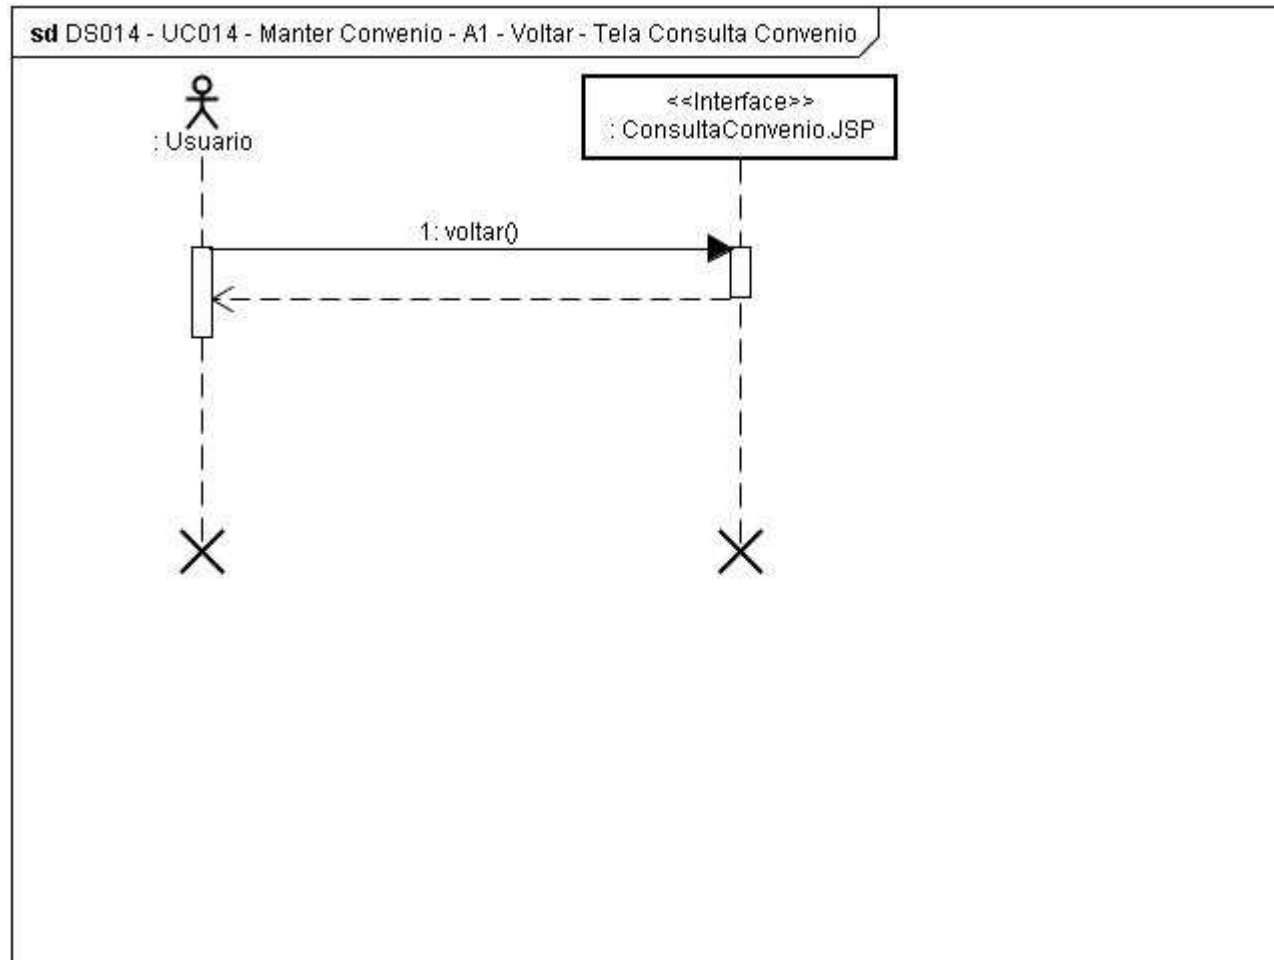 sd DS014 - UC014 - Manter Convenio - A1 - Voltar - Tela Consulta Convenio
: Usuario
<<Interface>>
: ConsultaConvenio.JSP
1: voltar()